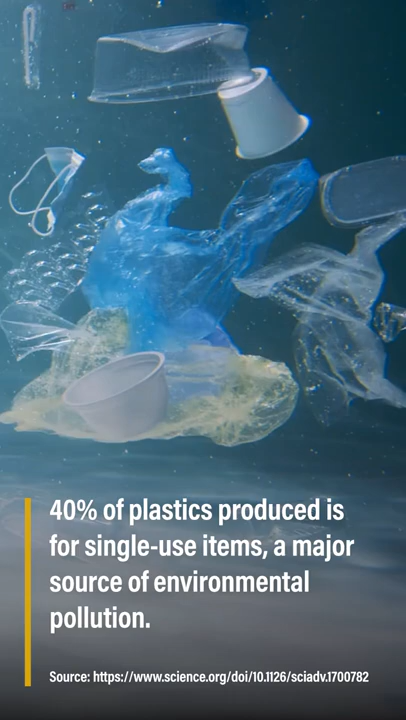 40% of plastics produced is
for single-use items, a major
source of environmental
pollution.
Source: https://www.science.org/doi/10.1126/sciadv.1700782